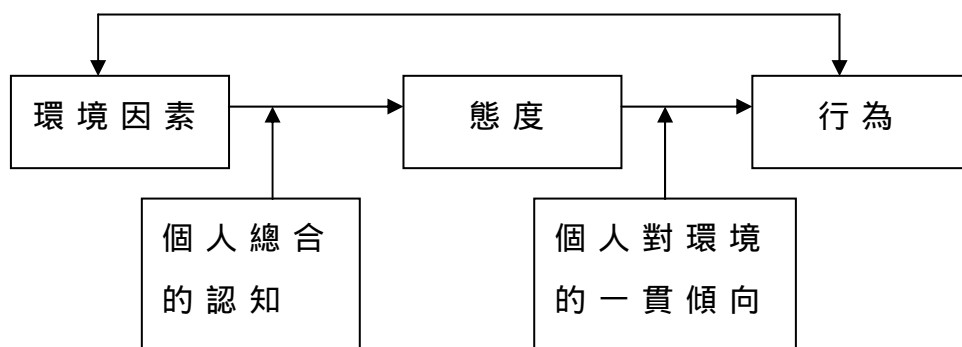 環境因素
態度
行為
個人總合
的認知
個人對環境
的一貫傾向